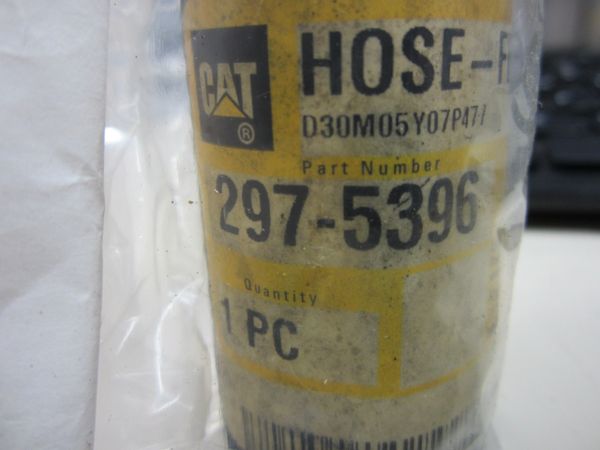 CAT
®
HOSE-F
D30M05Y07P47
Part Number
297-5396
Quantity
1 PC